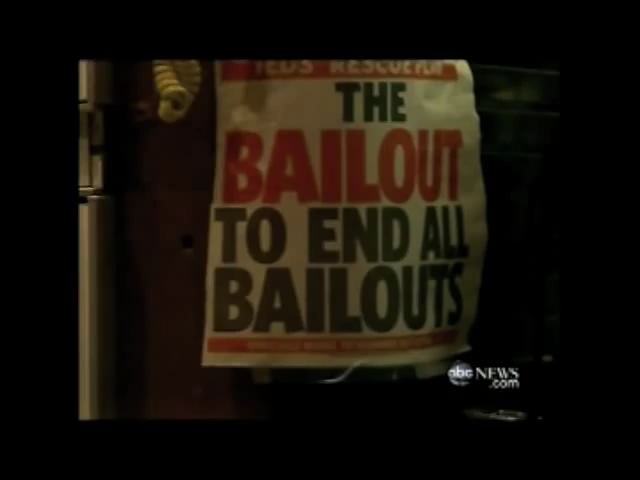 THE
BAILOUT
TO END ALL
BAILOUTS
abc NEWS
.com